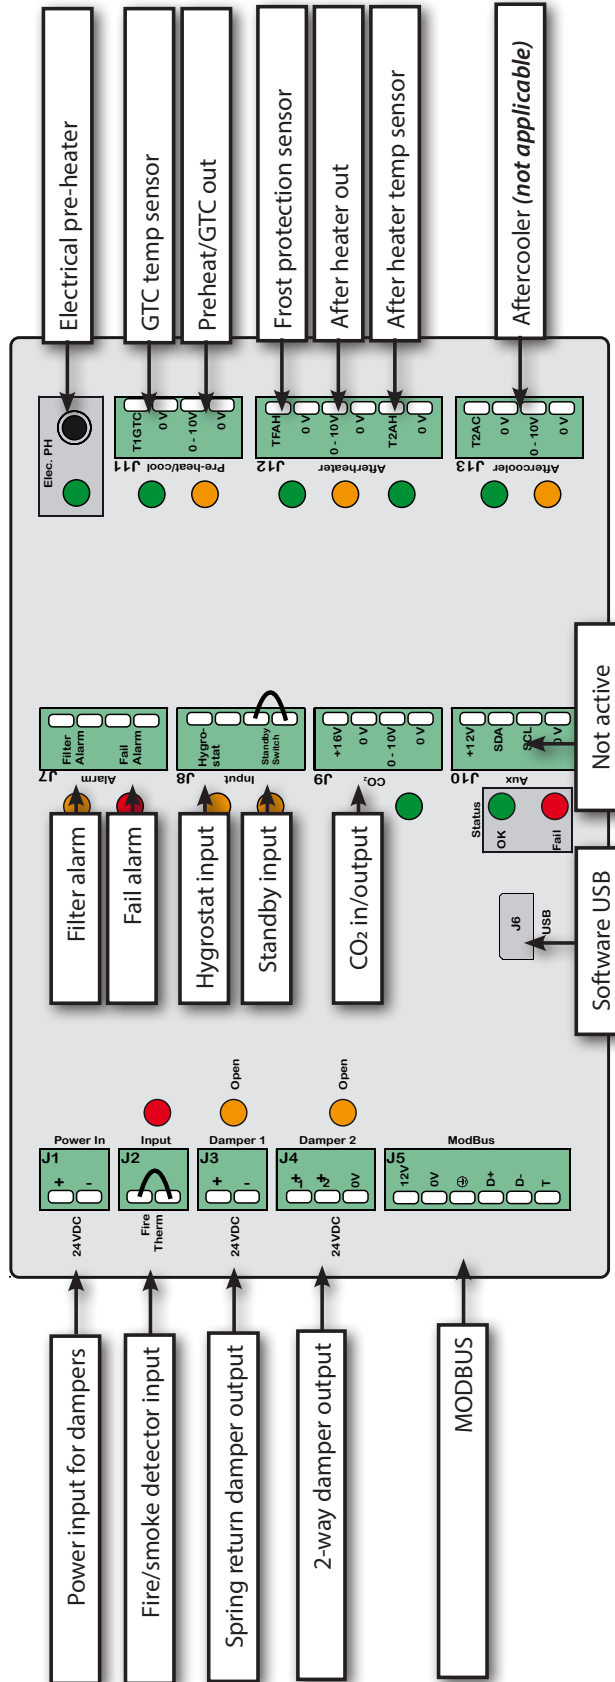 Electrical pre-heater
GTC temp sensor
Preheat/GTC out
Frost protection sensor
After heater out
After heater temp sensor
Aftercooler (not applicable)
Elec. PH
T1GTC
0 V
0 - 10V
0 V
J11
Pre-heat/cool
TFAH
0 V
0 - 10V
0 V
T2AH
0 V
J12
Afterheater
T2AC
0 V
0 - 10V
0 V
J13
Aftercooler
Filter
Alarm
Fail
Alarm
J7
Alarm
Hygro-
stat
Standby
Switch
J8
Input
+16V
0 V
0 - 10V
0 V
J9
CO₂
+12V
SDA
SCL
0 V
J10
Aux
Status
OK
Fail
Not active
Filter alarm
Fail alarm
Hygrostat input
Standby input
CO₂ in/output
J6
USB
Software USB
Open
Open
Power In
J1
+
-
24VDC
Input
J2
Fire
Therm
Damper 1
J3
+
-
24VDC
Damper 2
J4
+1
+2
0V
24VDC
ModBus
J5
12V
0V
D+
D-
T
Power input for dampers
Fire/smoke detector input
Spring return damper output
2-way damper output
MODBUS